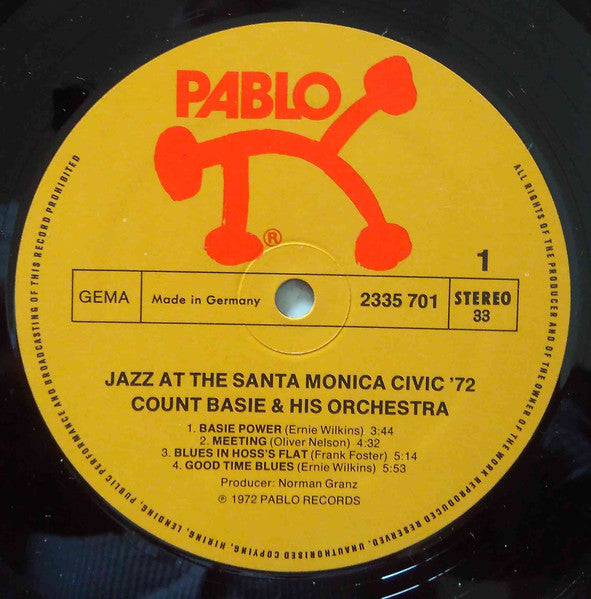 PABLO
®
1
GEMA
Made in Germany
2335 701
STEREO
33
JAZZ AT THE SANTA MONICA CIVIC '72
COUNT BASIE & HIS ORCHESTRA
1. BASIE POWER (Ernie Wilkins) 3:44
2. MEETING (Oliver Nelson) 4:32
3. BLUES IN HOSS'S FLAT (Frank Foster) 5:14
4. GOOD TIME BLUES (Ernie Wilkins) 5:53
Producer: Norman Granz
℗ 1972 PABLO RECORDS
ALL RIGHTS OF THE PRODUCER AND OF THE OWNER OF THE WORK REPRODUCED RESERVED. UNAUTHORISED COPYING, HIRING, LENDING, PUBLIC PERFORMANCE AND BROADCASTING OF THIS RECORD PROHIBITED